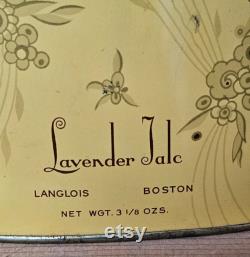 Lavender Talc
LANGLOIS BOSTON
NET WGT. 3 1/8 OZS.
Etsy